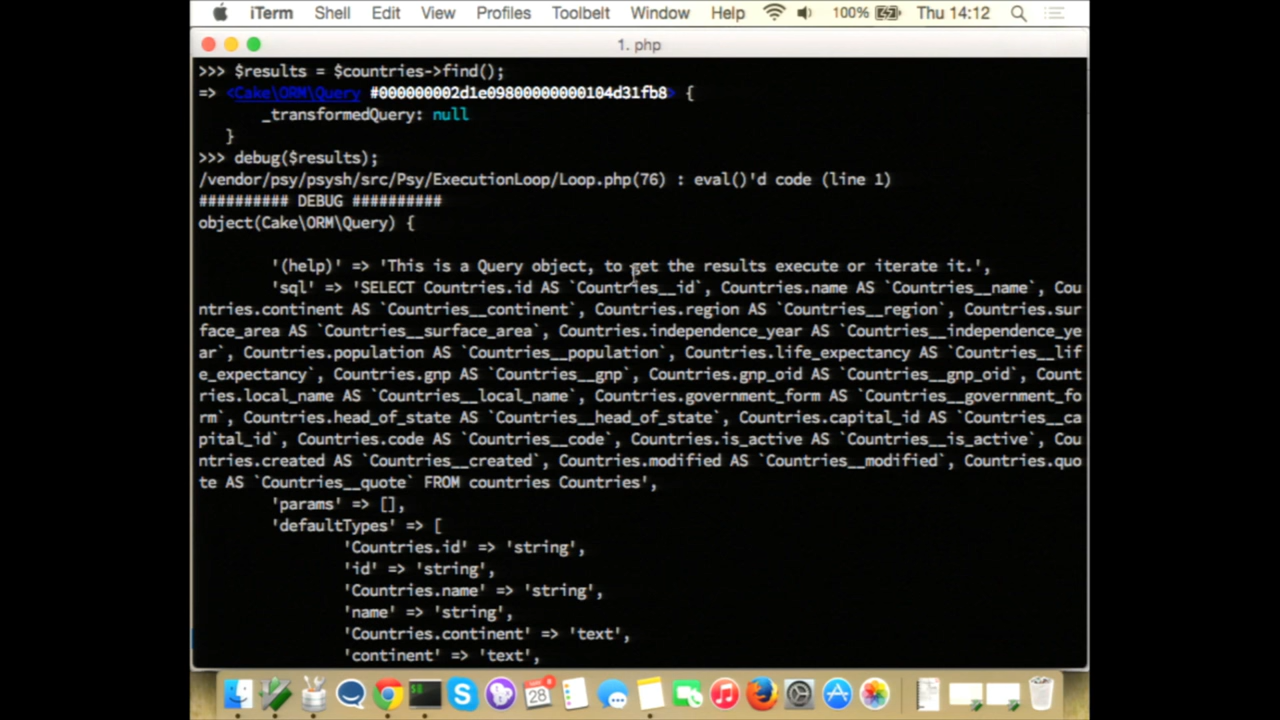 iTerm Shell Edit View Profiles Toolbelt Window Help 100% Thu 14:12
1. php
>>> $results = $countries->find();
=> <Cake\ORM\Query #000000002d1e09800000000104d31fb8> {
_transformedQuery: null
}
>>> debug($results);
/vendor/psy/psysh/src/Psy/ExecutionLoop/Loop.php(76) : eval()'d code (line 1)
########## DEBUG ##########
object(Cake\ORM\Query) {
'(help)' => 'This is a Query object, to get the results execute or iterate it.',
'sql' => 'SELECT Countries.id AS `Countries__id`, Countries.name AS `Countries__name`, Cou
ntries.continent AS `Countries__continent`, Countries.region AS `Countries__region`, Countries.sur
face_area AS `Countries__surface_area`, Countries.independence_year AS `Countries__independence_ye
ar`, Countries.population AS `Countries__population`, Countries.life_expectancy AS `Countries__lif
e_expectancy`, Countries.gnp AS `Countries__gnp`, Countries.gnp_oid AS `Countries__gnp_oid`, Count
ries.local_name AS `Countries__local_name`, Countries.government_form AS `Countries__government_fo
rm`, Countries.head_of_state AS `Countries__head_of_state`, Countries.capital_id AS `Countries__ca
pital_id`, Countries.code AS `Countries__code`, Countries.is_active AS `Countries__is_active`, Cou
ntries.created AS `Countries__created`, Countries.modified AS `Countries__modified`, Countries.quo
te AS `Countries__quote` FROM countries Countries',
'params' => [],
'defaultTypes' => [
'Countries.id' => 'string',
'id' => 'string',
'Countries.name' => 'string',
'name' => 'string',
'Countries.continent' => 'text',
'continent' => 'text',
28